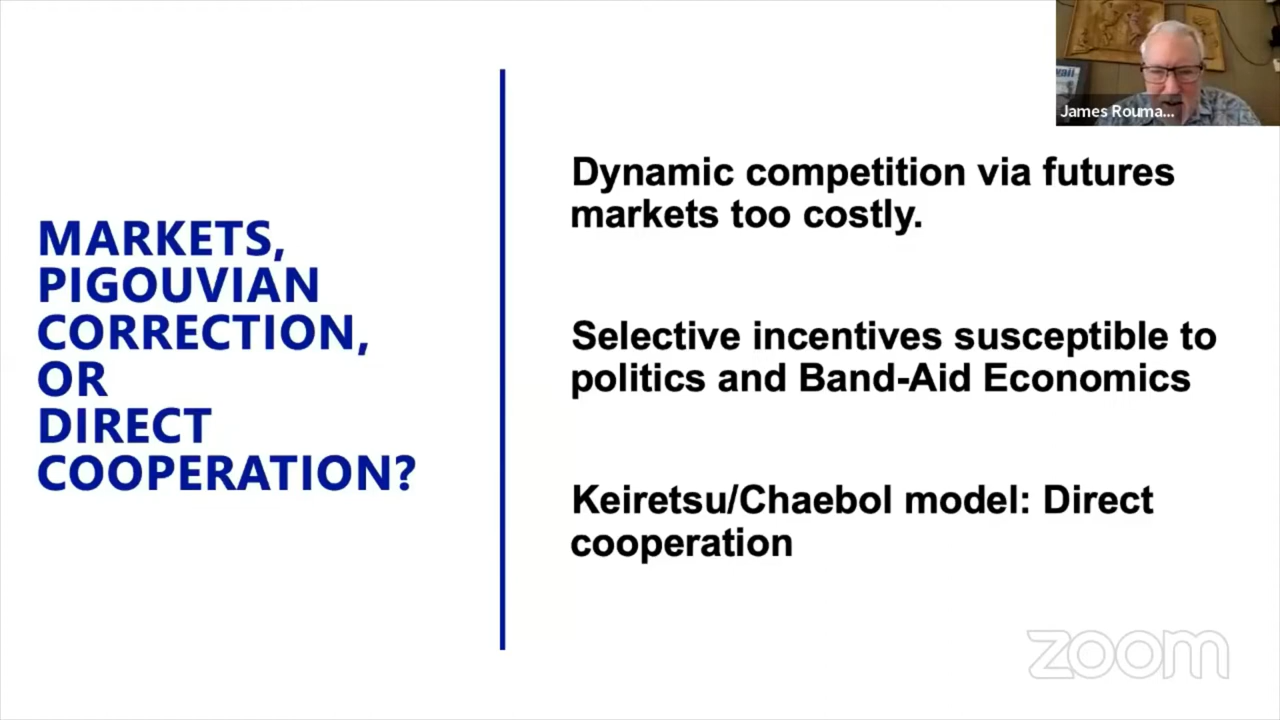 James Rouma...
MARKETS,
PIGOUVIAN
CORRECTION,
OR
DIRECT
COOPERATION?
Dynamic competition via futures
markets too costly.
Selective incentives susceptible to
politics and Band-Aid Economics
Keiretsu/Chaebol model: Direct
cooperation
zoom